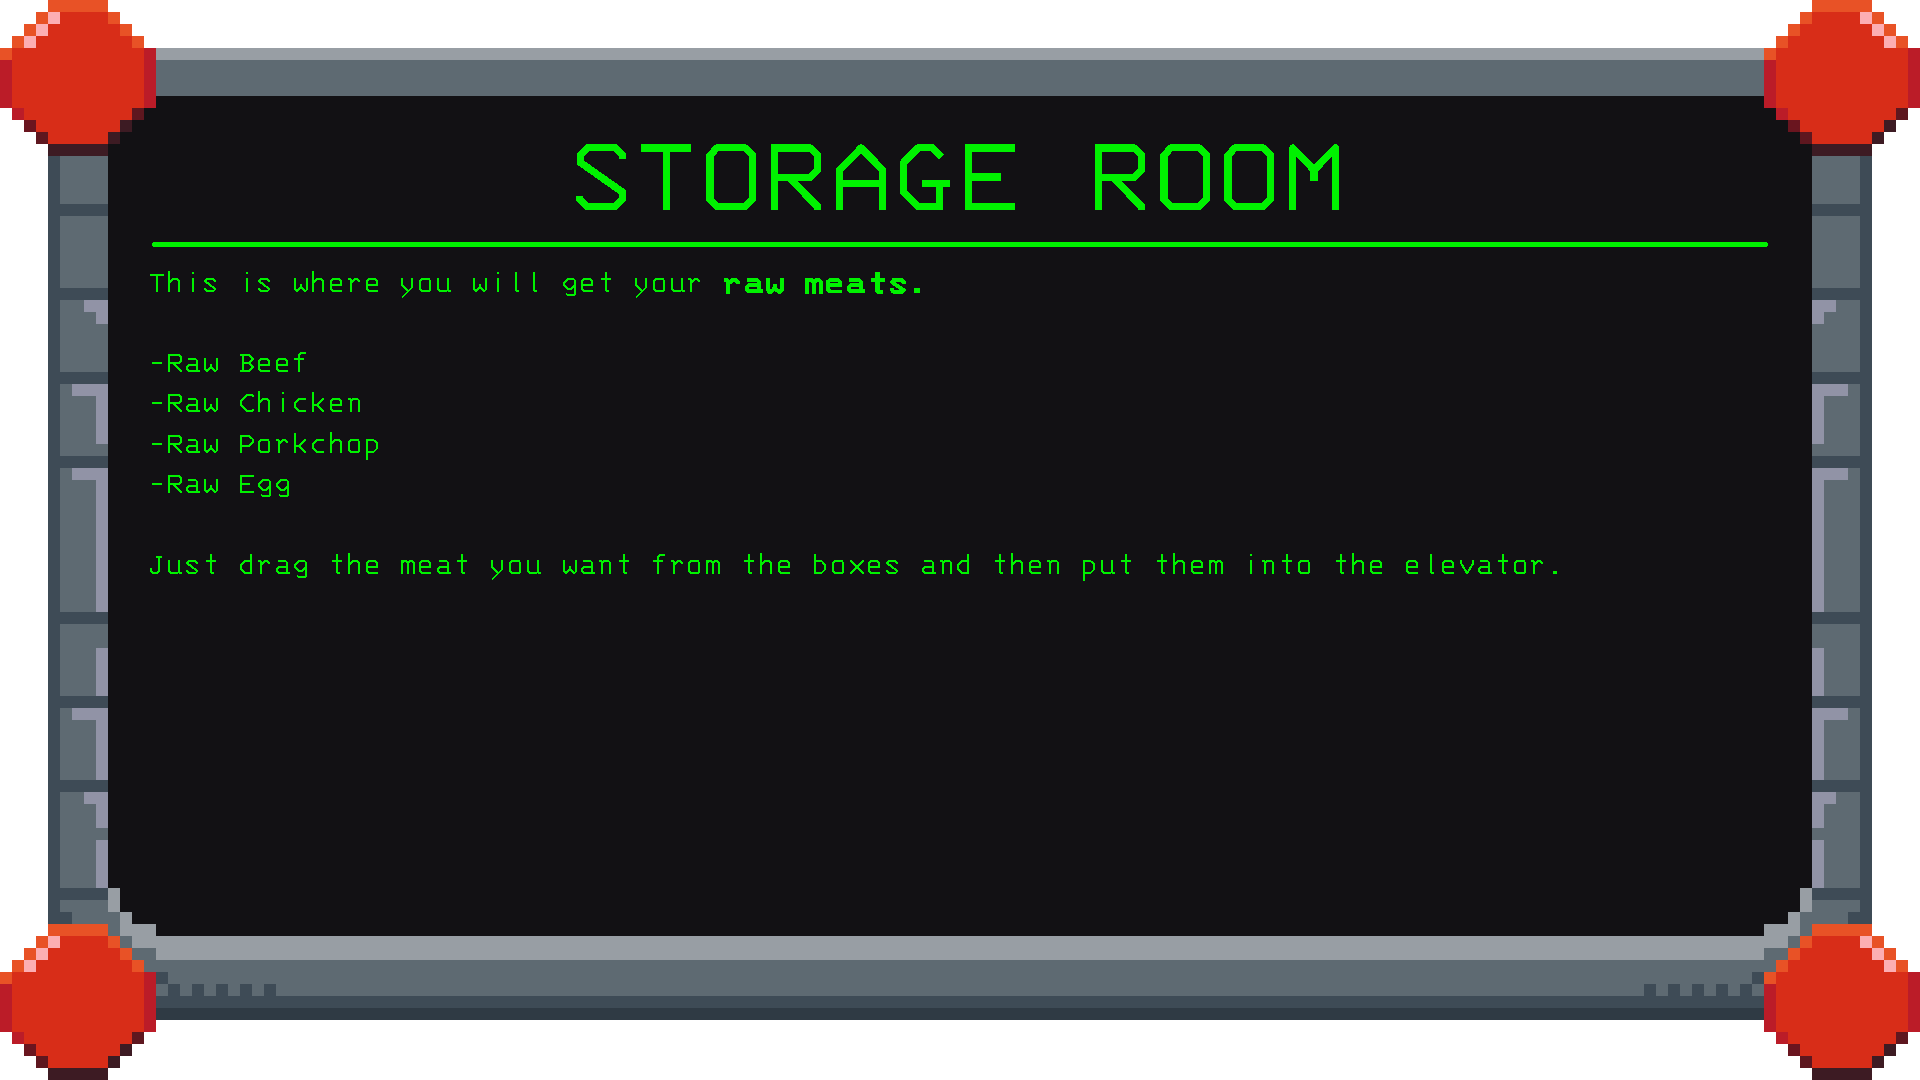 STORAGE ROOM
This is where you will get your raw meats.
-Raw Beef
-Raw Chicken
-Raw Porkchop
-Raw Egg
Just drag the meat you want from the boxes and then put them into the elevator.